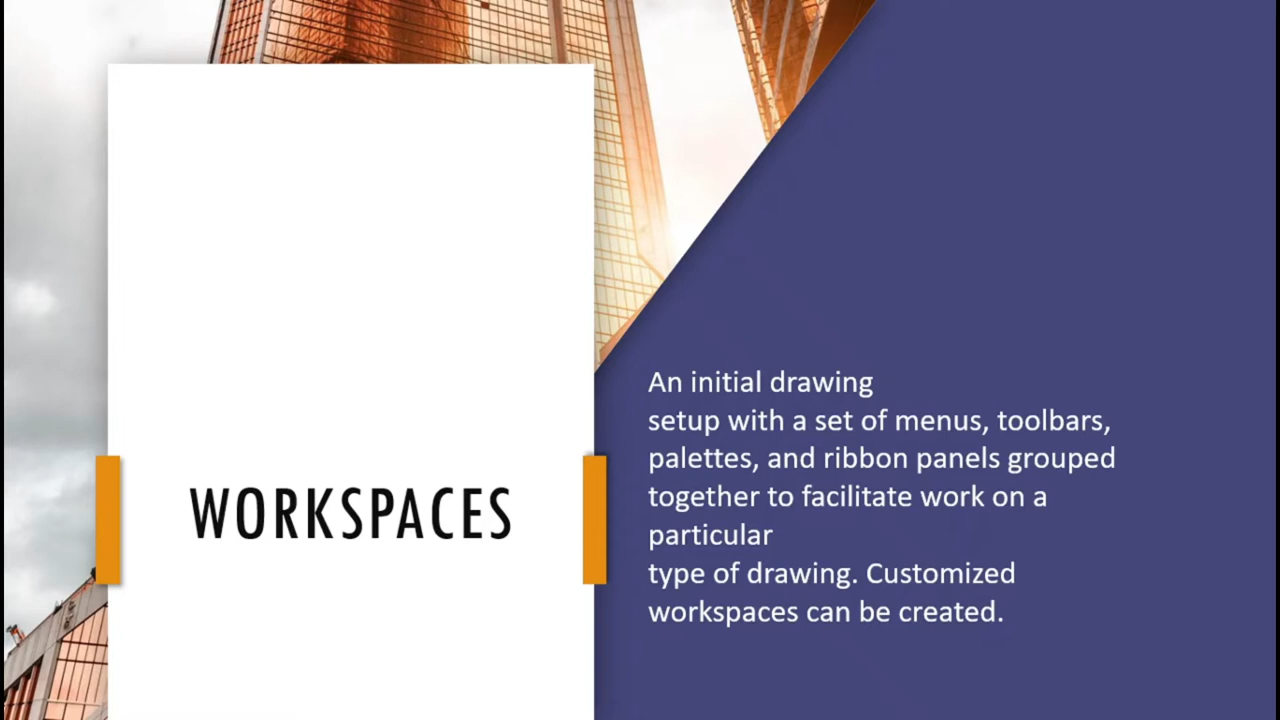 WORKSPACES
An initial drawing
setup with a set of menus, toolbars,
palettes, and ribbon panels grouped
together to facilitate work on a
particular
type of drawing. Customized
workspaces can be created.